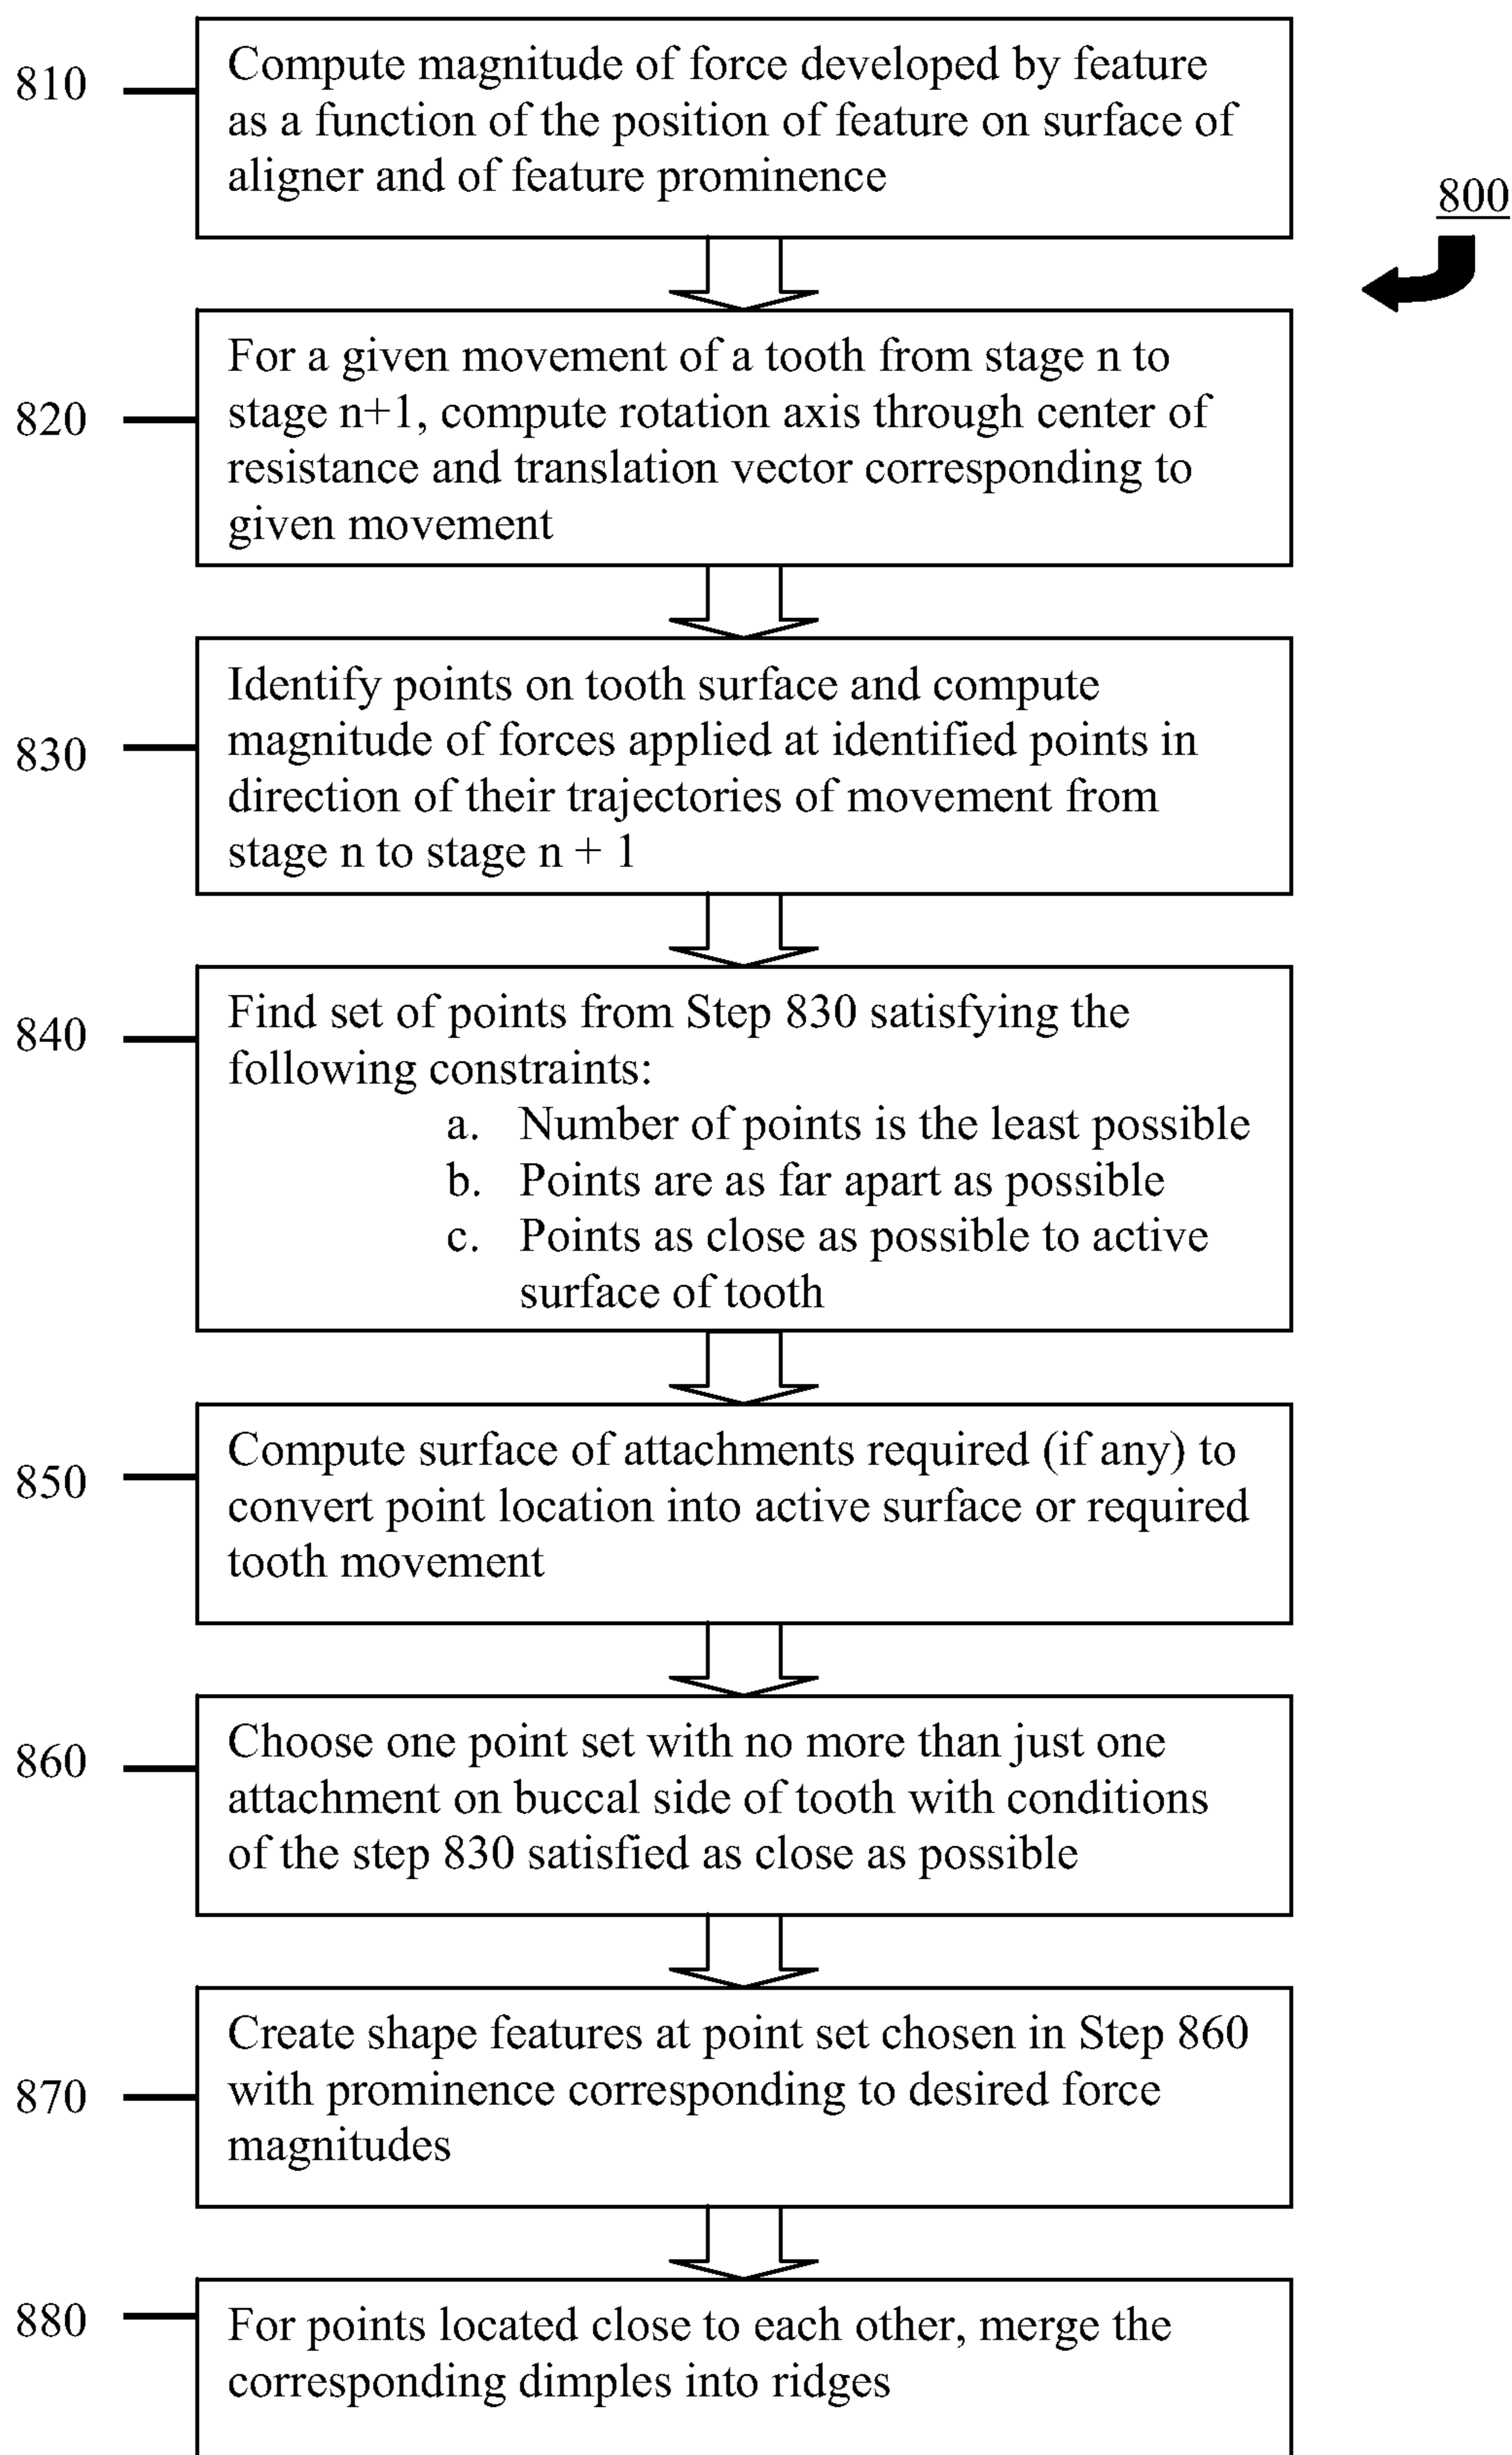 810
Compute magnitude of force developed by feature
as a function of the position of feature on surface of
aligner and of feature prominence
800
820
For a given movement of a tooth from stage n to
stage n+1, compute rotation axis through center of
resistance and translation vector corresponding to
given movement
830
Identify points on tooth surface and compute
magnitude of forces applied at identified points in
direction of their trajectories of movement from
stage n to stage n + 1
840
Find set of points from Step 830 satisfying the
following constraints:
a. Number of points is the least possible
b. Points are as far apart as possible
c. Points as close as possible to active
surface of tooth
850
Compute surface of attachments required (if any) to
convert point location into active surface or required
tooth movement
860
Choose one point set with no more than just one
attachment on buccal side of tooth with conditions
of the step 830 satisfied as close as possible
870
Create shape features at point set chosen in Step 860
with prominence corresponding to desired force
magnitudes
880
For points located close to each other, merge the
corresponding dimples into ridges